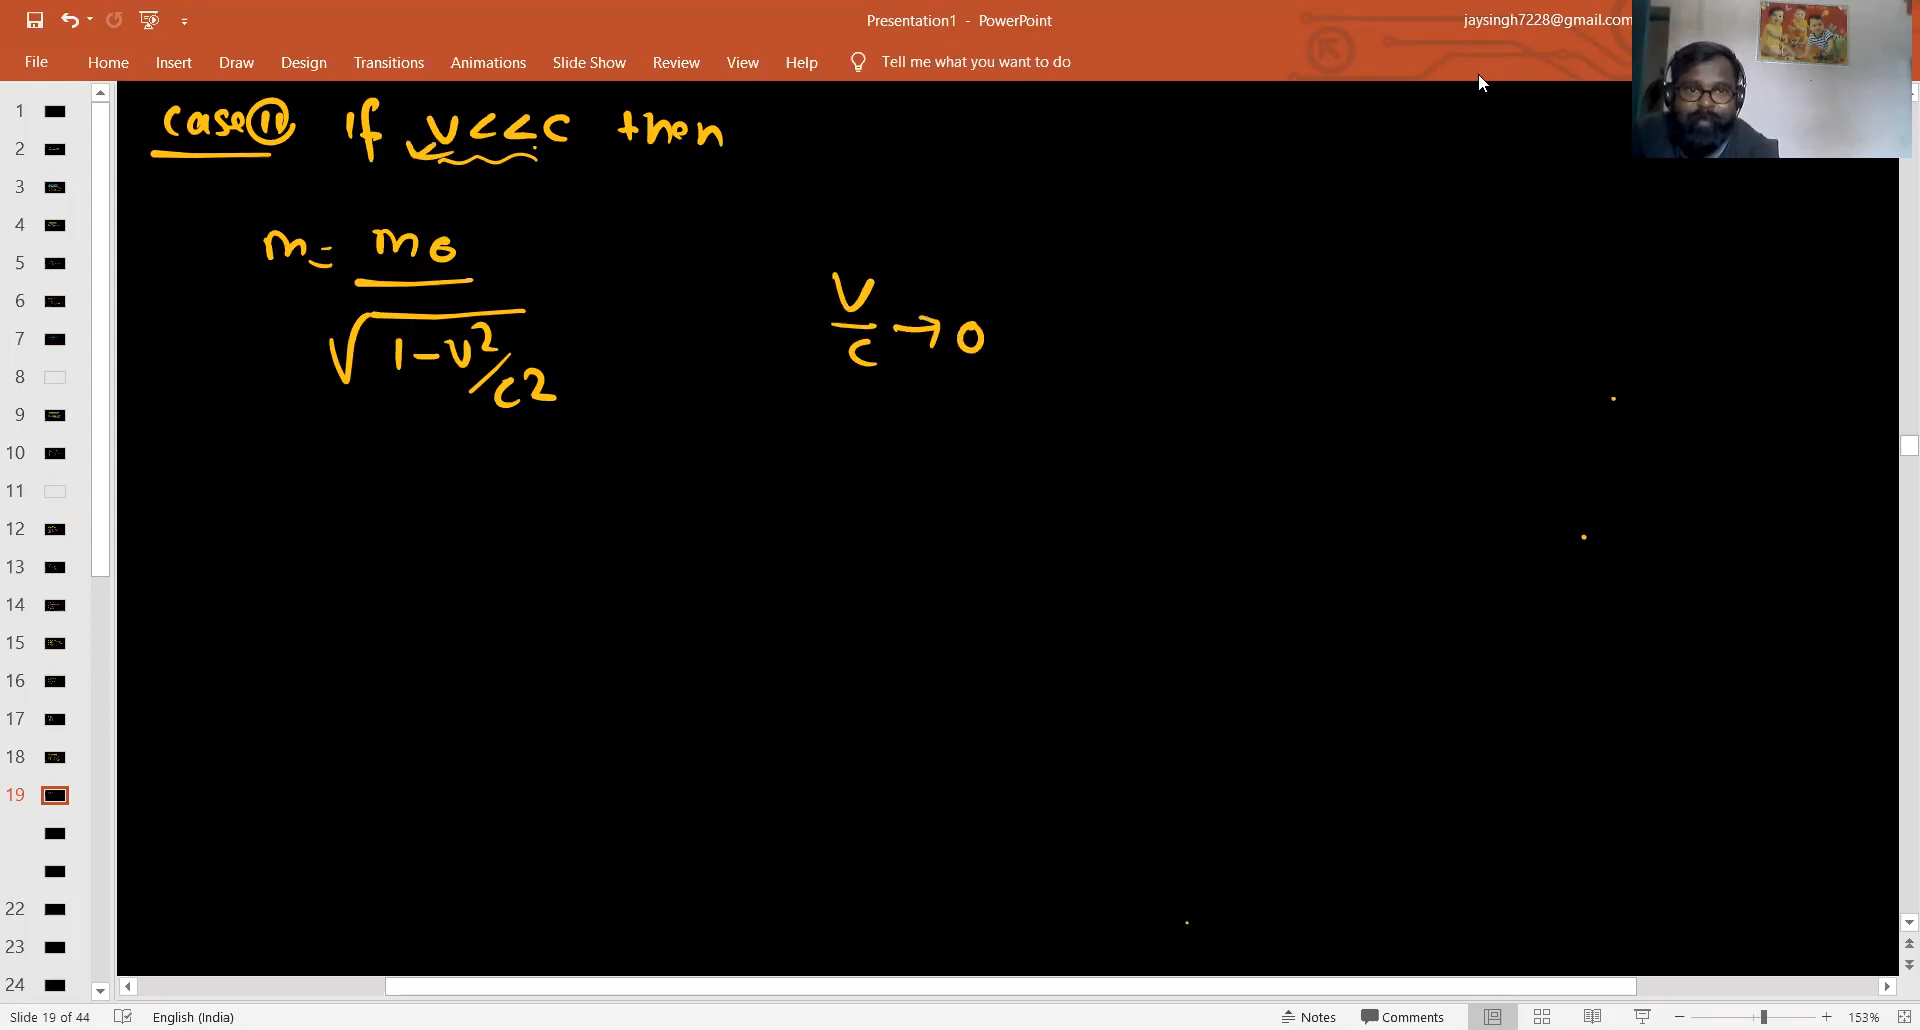 Presentation1 - PowerPoint
jaysingh7228@gmail.com
File Home Insert Draw Design Transitions Animations Slide Show Review View Help Tell me what you want to do
case (11) if v<<c then
m = m0
√1-v2/c2
v/c → 0
1
2
3
4
5
6
7
8
9
10
11
12
13
14
15
16
17
18
19
22
23
24
Slide 19 of 44 English (India) Notes Comments 153%